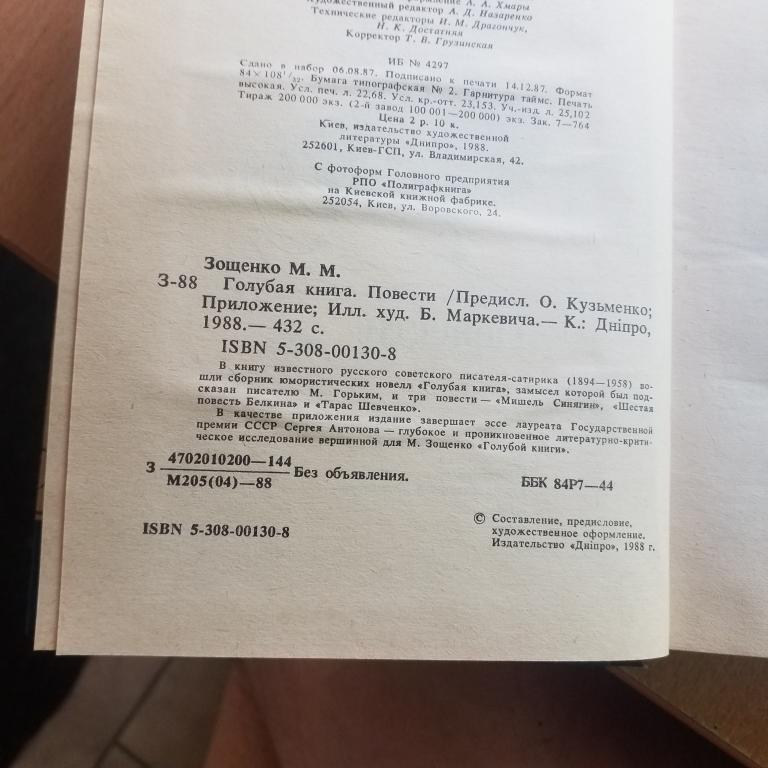 формление А. А. Хмары
Художественный редактор А. Д. Назаренко
Технические редакторы И. М. Драгончук,
Н. К. Достатняя
Корректор Т. В. Грузинская
ИБ № 4297
Сдано в набор 06.08.87. Подписано к печати 14.12.87. Формат
84×108 1/32. Бумага типографская № 2. Гарнитура таймс. Печать
высокая. Усл. печ. л. 22,68. Усл. кр.-отт. 23,153. Уч.-изд. л. 25,102
Тираж 200 000 экз. (2-й завод 100 001—200 000) экз. Зак. 7—764
Цена 2 р. 10 к.
Киев, издательство художественной
литературы «Днипро», 1988.
252601, Киев-ГСП, ул. Владимирская, 42.
С фотоформ Головного предприятия
РПО «Полиграфкнига»
на Киевской книжной фабрике.
252054, Киев, ул. Воровского, 24.
Зощенко М. М.
З-88 Голубая книга. Повести /Предисл. О. Кузьменко;
Приложение; Илл. худ. Б. Маркевича.— К.: Дніпро,
1988.— 432 с.
ISBN 5-308-00130-8
В книгу известного русского советского писателя-сатирика (1894—1958) во-
шли сборник юмористических новелл «Голубая книга», замысел которой был под-
сказан писателю М. Горьким, и три повести — «Мишель Синягин», «Шестая
повесть Белкина» и «Тарас Шевченко».
В качестве приложения издание завершает эссе лауреата Государственной
премии СССР Сергея Антонова — глубокое и проникновенное литературно-крити-
ческое исследование вершинной для М. Зощенко «Голубой книги».
З 4702010200—144
М205(04)—88 Без объявления.
ББК 84Р7—44
ISBN 5-308-00130-8
© Составление, предисловие,
художественное оформление.
Издательство «Дніпро», 1988 г.